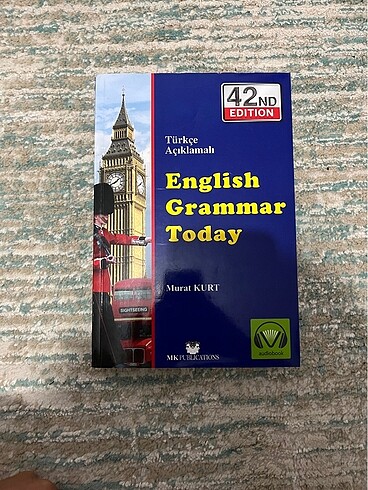 42ND
EDITION
Türkçe
Açıklamalı
English
Grammar
Today
Murat KURT
SIGHTSEEING
MK PUBLICATIONS
audiobook